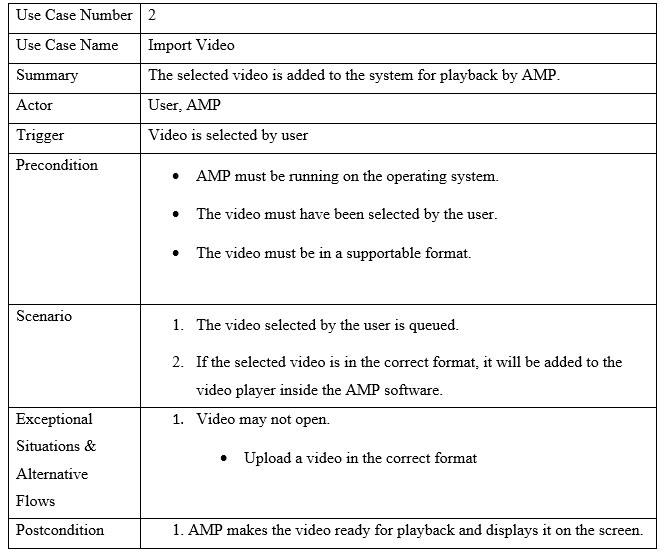 Use Case Number 2
Use Case Name Import Video
Summary The selected video is added to the system for playback by AMP.
Actor User, AMP
Trigger Video is selected by user
Precondition
• AMP must be running on the operating system.
• The video must have been selected by the user.
• The video must be in a supportable format.
Scenario
1. The video selected by the user is queued.
2. If the selected video is in the correct format, it will be added to the
video player inside the AMP software.
Exceptional
Situations &
Alternative
Flows
1. Video may not open.
• Upload a video in the correct format
Postcondition 1. AMP makes the video ready for playback and displays it on the screen.